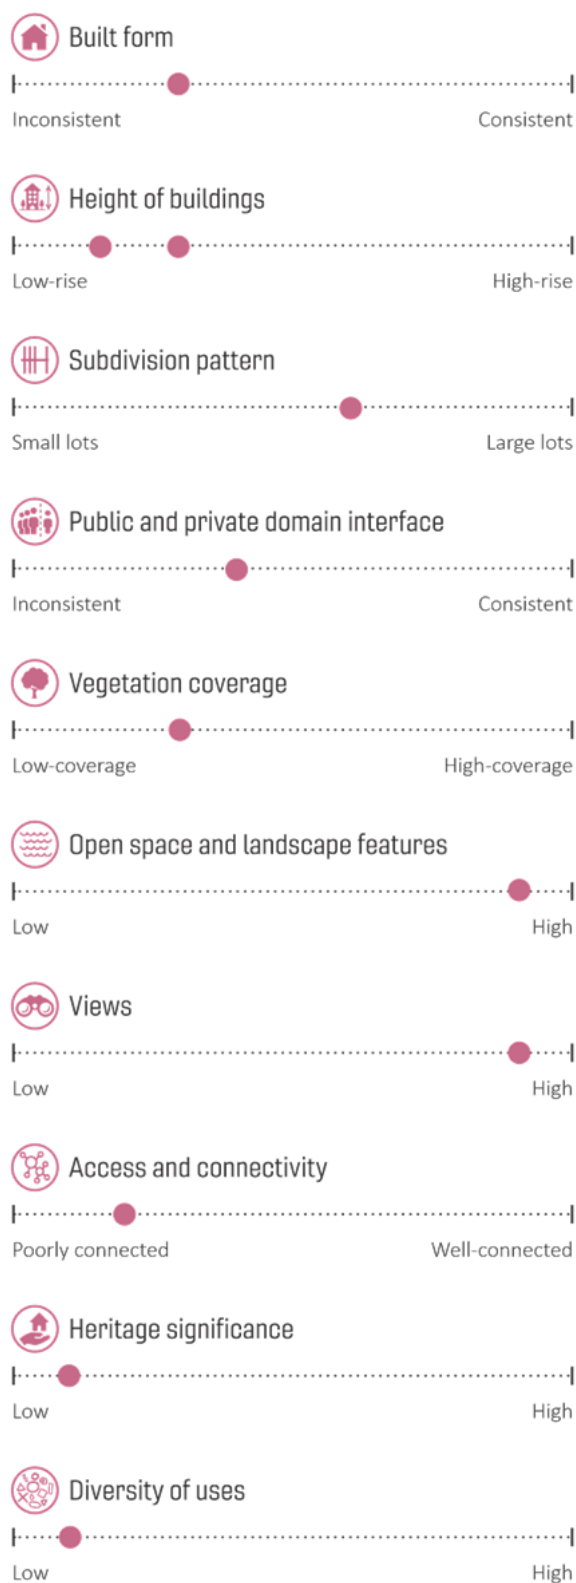 Built form
Inconsistent Consistent
Height of buildings
Low-rise High-rise
Subdivision pattern
Small lots Large lots
Public and private domain interface
Inconsistent Consistent
Vegetation coverage
Low-coverage High-coverage
Open space and landscape features
Low High
Views
Low High
Access and connectivity
Poorly connected Well-connected
Heritage significance
Low High
Diversity of uses
Low High